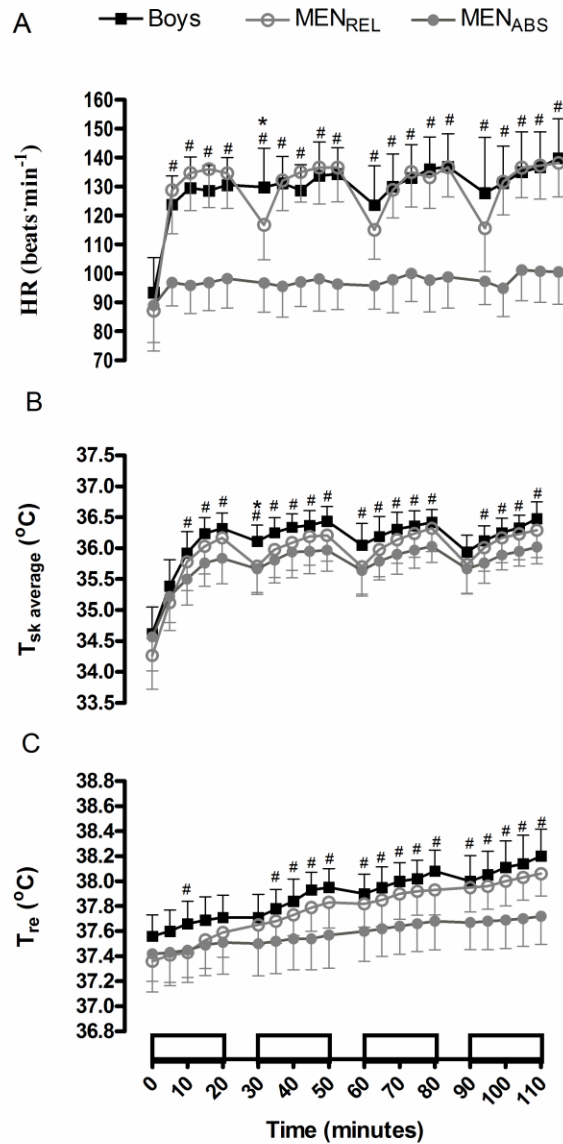 A
Boys MEN_REL MEN_ABS
160
150
140
130
120
110
100
90
80
70
HR (beats·min⁻¹)
* 
# # # # # # # # # # # # # # # # # # #
B
37.5
37.0
36.5
36.0
35.5
35.0
34.5
34.0
33.5
T_sk average (°C)
*
# # # # # # # # # # # # # # # # #
C
38.8
38.6
38.4
38.2
38.0
37.8
37.6
37.4
37.2
37.0
36.8
T_re (°C)
# # # # # # # # # # # # # # #
0 10 20 30 40 50 60 70 80 90 100 110
Time (minutes)